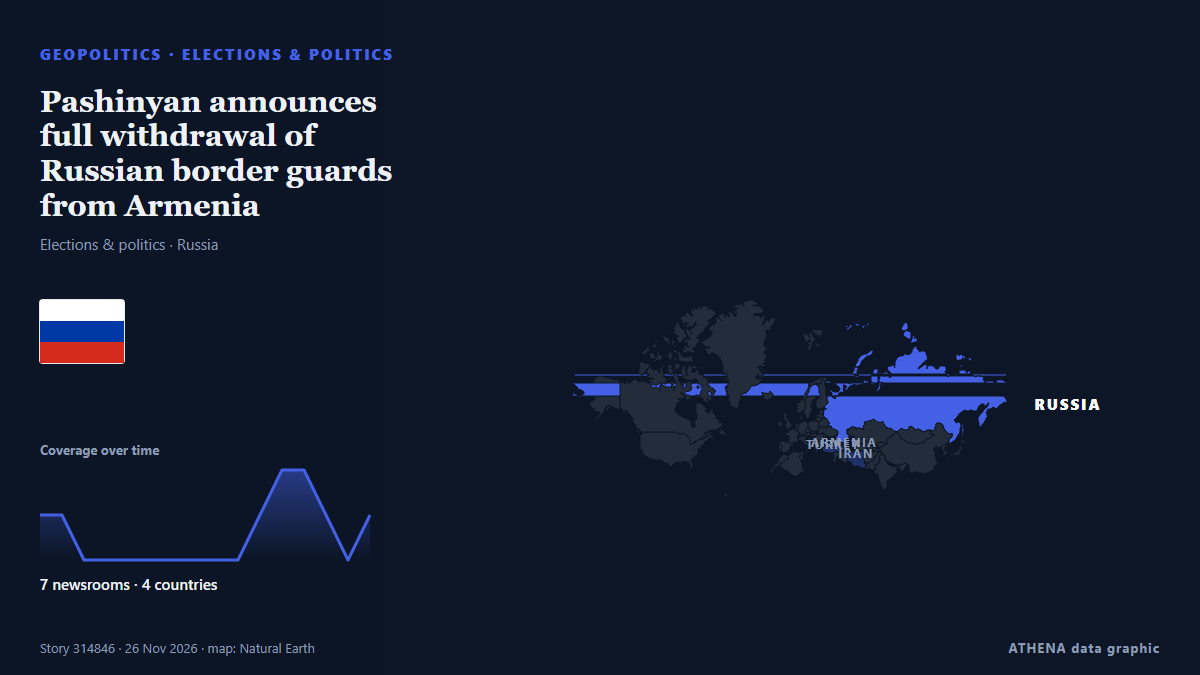 GEOPOLITICS · ELECTIONS & POLITICS
Pashinyan announces
full withdrawal of
Russian border guards
from Armenia
Elections & politics · Russia
RUSSIA
ARMENIA
IRAN
Coverage over time
7 newsrooms · 4 countries
Story 314846 · 26 Nov 2026 · map: Natural Earth
ATHENA data graphic